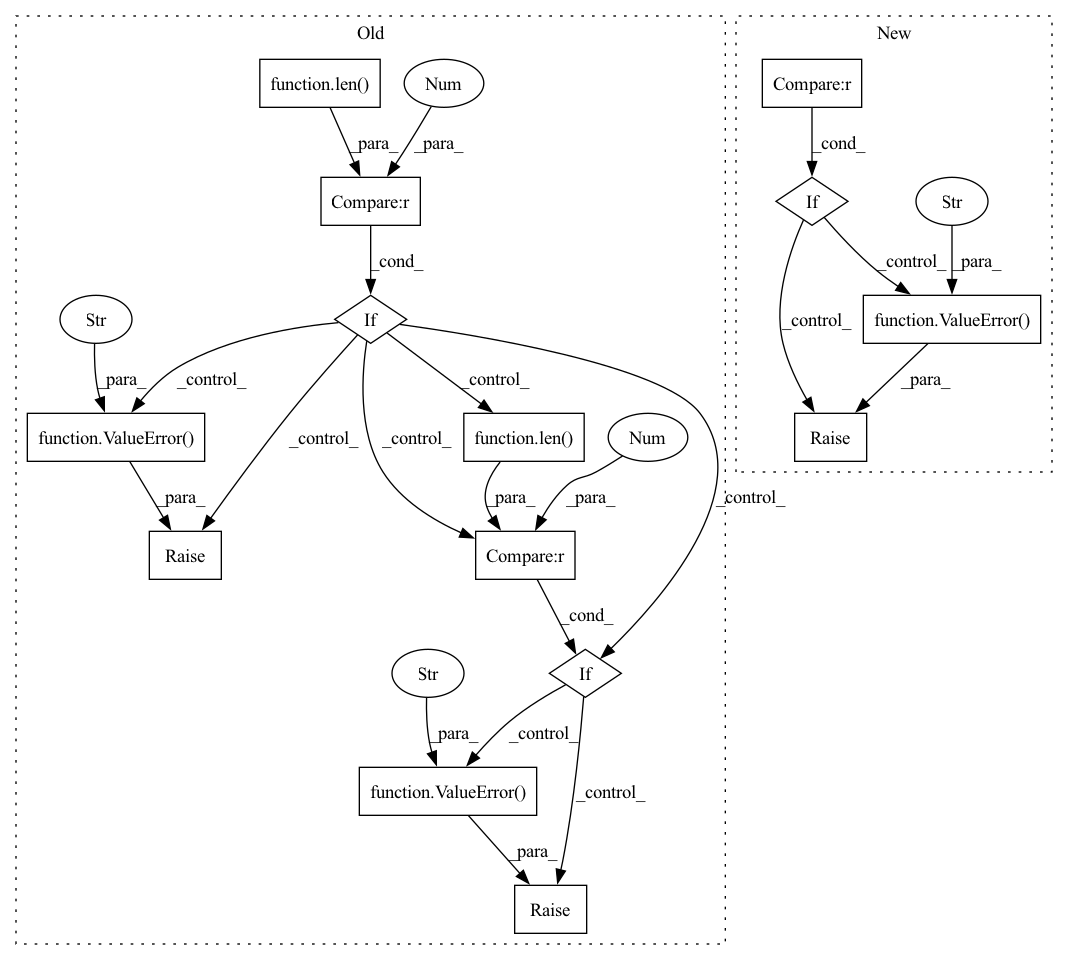 Old
New
function.len()
Num
Compare:r
_para_
_para_
_cond_
Compare:r
If
Str
_cond_
_control_
_para_
Str
If
function.ValueError()
_para_
_control_
_control_
_control_
_control_
_control_
_para_
function.ValueError()
function.len()
Num
Raise
_para_
_para_
_para_
_control_
Raise
Compare:r
_cond_
Str
If
_para_
_control_
_control_
function.ValueError()
_para_
Raise